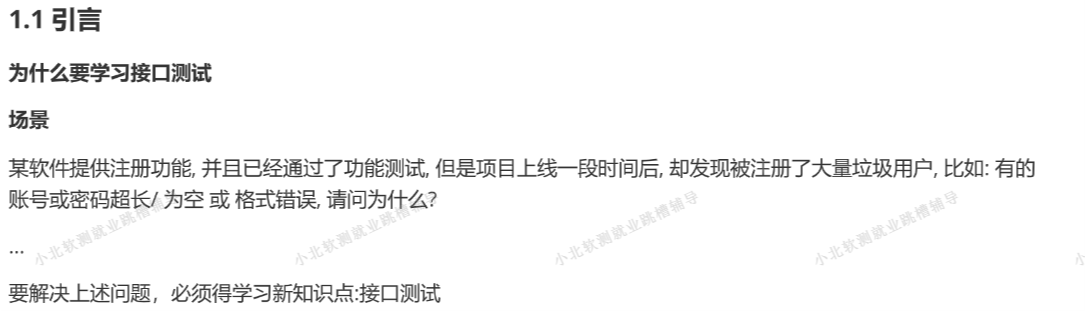 1.1 引言
为什么要学习接口测试
场景
某软件提供注册功能, 并且已经通过了功能测试, 但是项目上线一段时间后, 却发现被注册了大量垃圾用户, 比如: 有的
账号或密码超长/ 为空 或 格式错误, 请问为什么?
小北软测就业跳槽辅导
小北软测就业跳槽辅导
小北软测就业跳槽辅导
小北软测就业跳槽辅导
...
要解决上述问题，必须得学习新知识点:接口测试